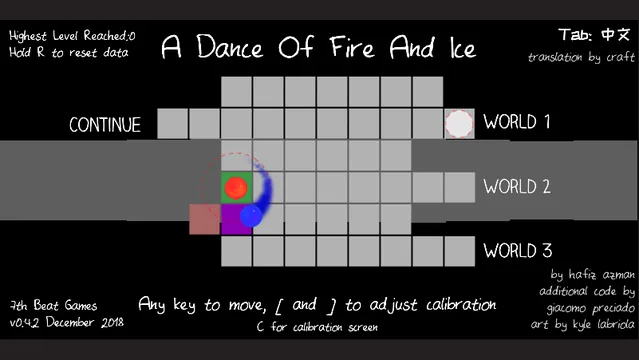 Highest Level Reached:0
Hold R to reset data
A Dance Of Fire And Ice
Tab: 中文
translation by craft
CONTINUE
WORLD 1
WORLD 2
WORLD 3
Any key to move, [ and ] to adjust calibration
C for calibration screen
7th Beat Games
v0.4.2 December 2018
by hafiz azman
additional code by
giacomo preciado
art by kyle labriola